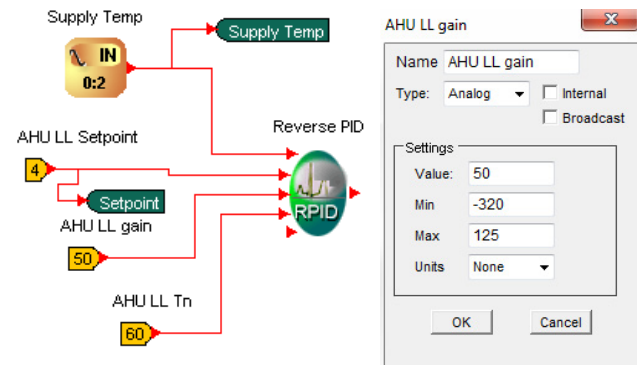 Supply Temp
Supply Temp
IN
0:2
Reverse PID
AHU LL Setpoint
4
Setpoint
RPID
AHU LL gain
50
AHU LL Tn
60
AHU LL gain
Name AHU LL gain
Type: Analog Internal
Broadcast
Settings
Value: 50
Min -320
Max 125
Units None
OK Cancel